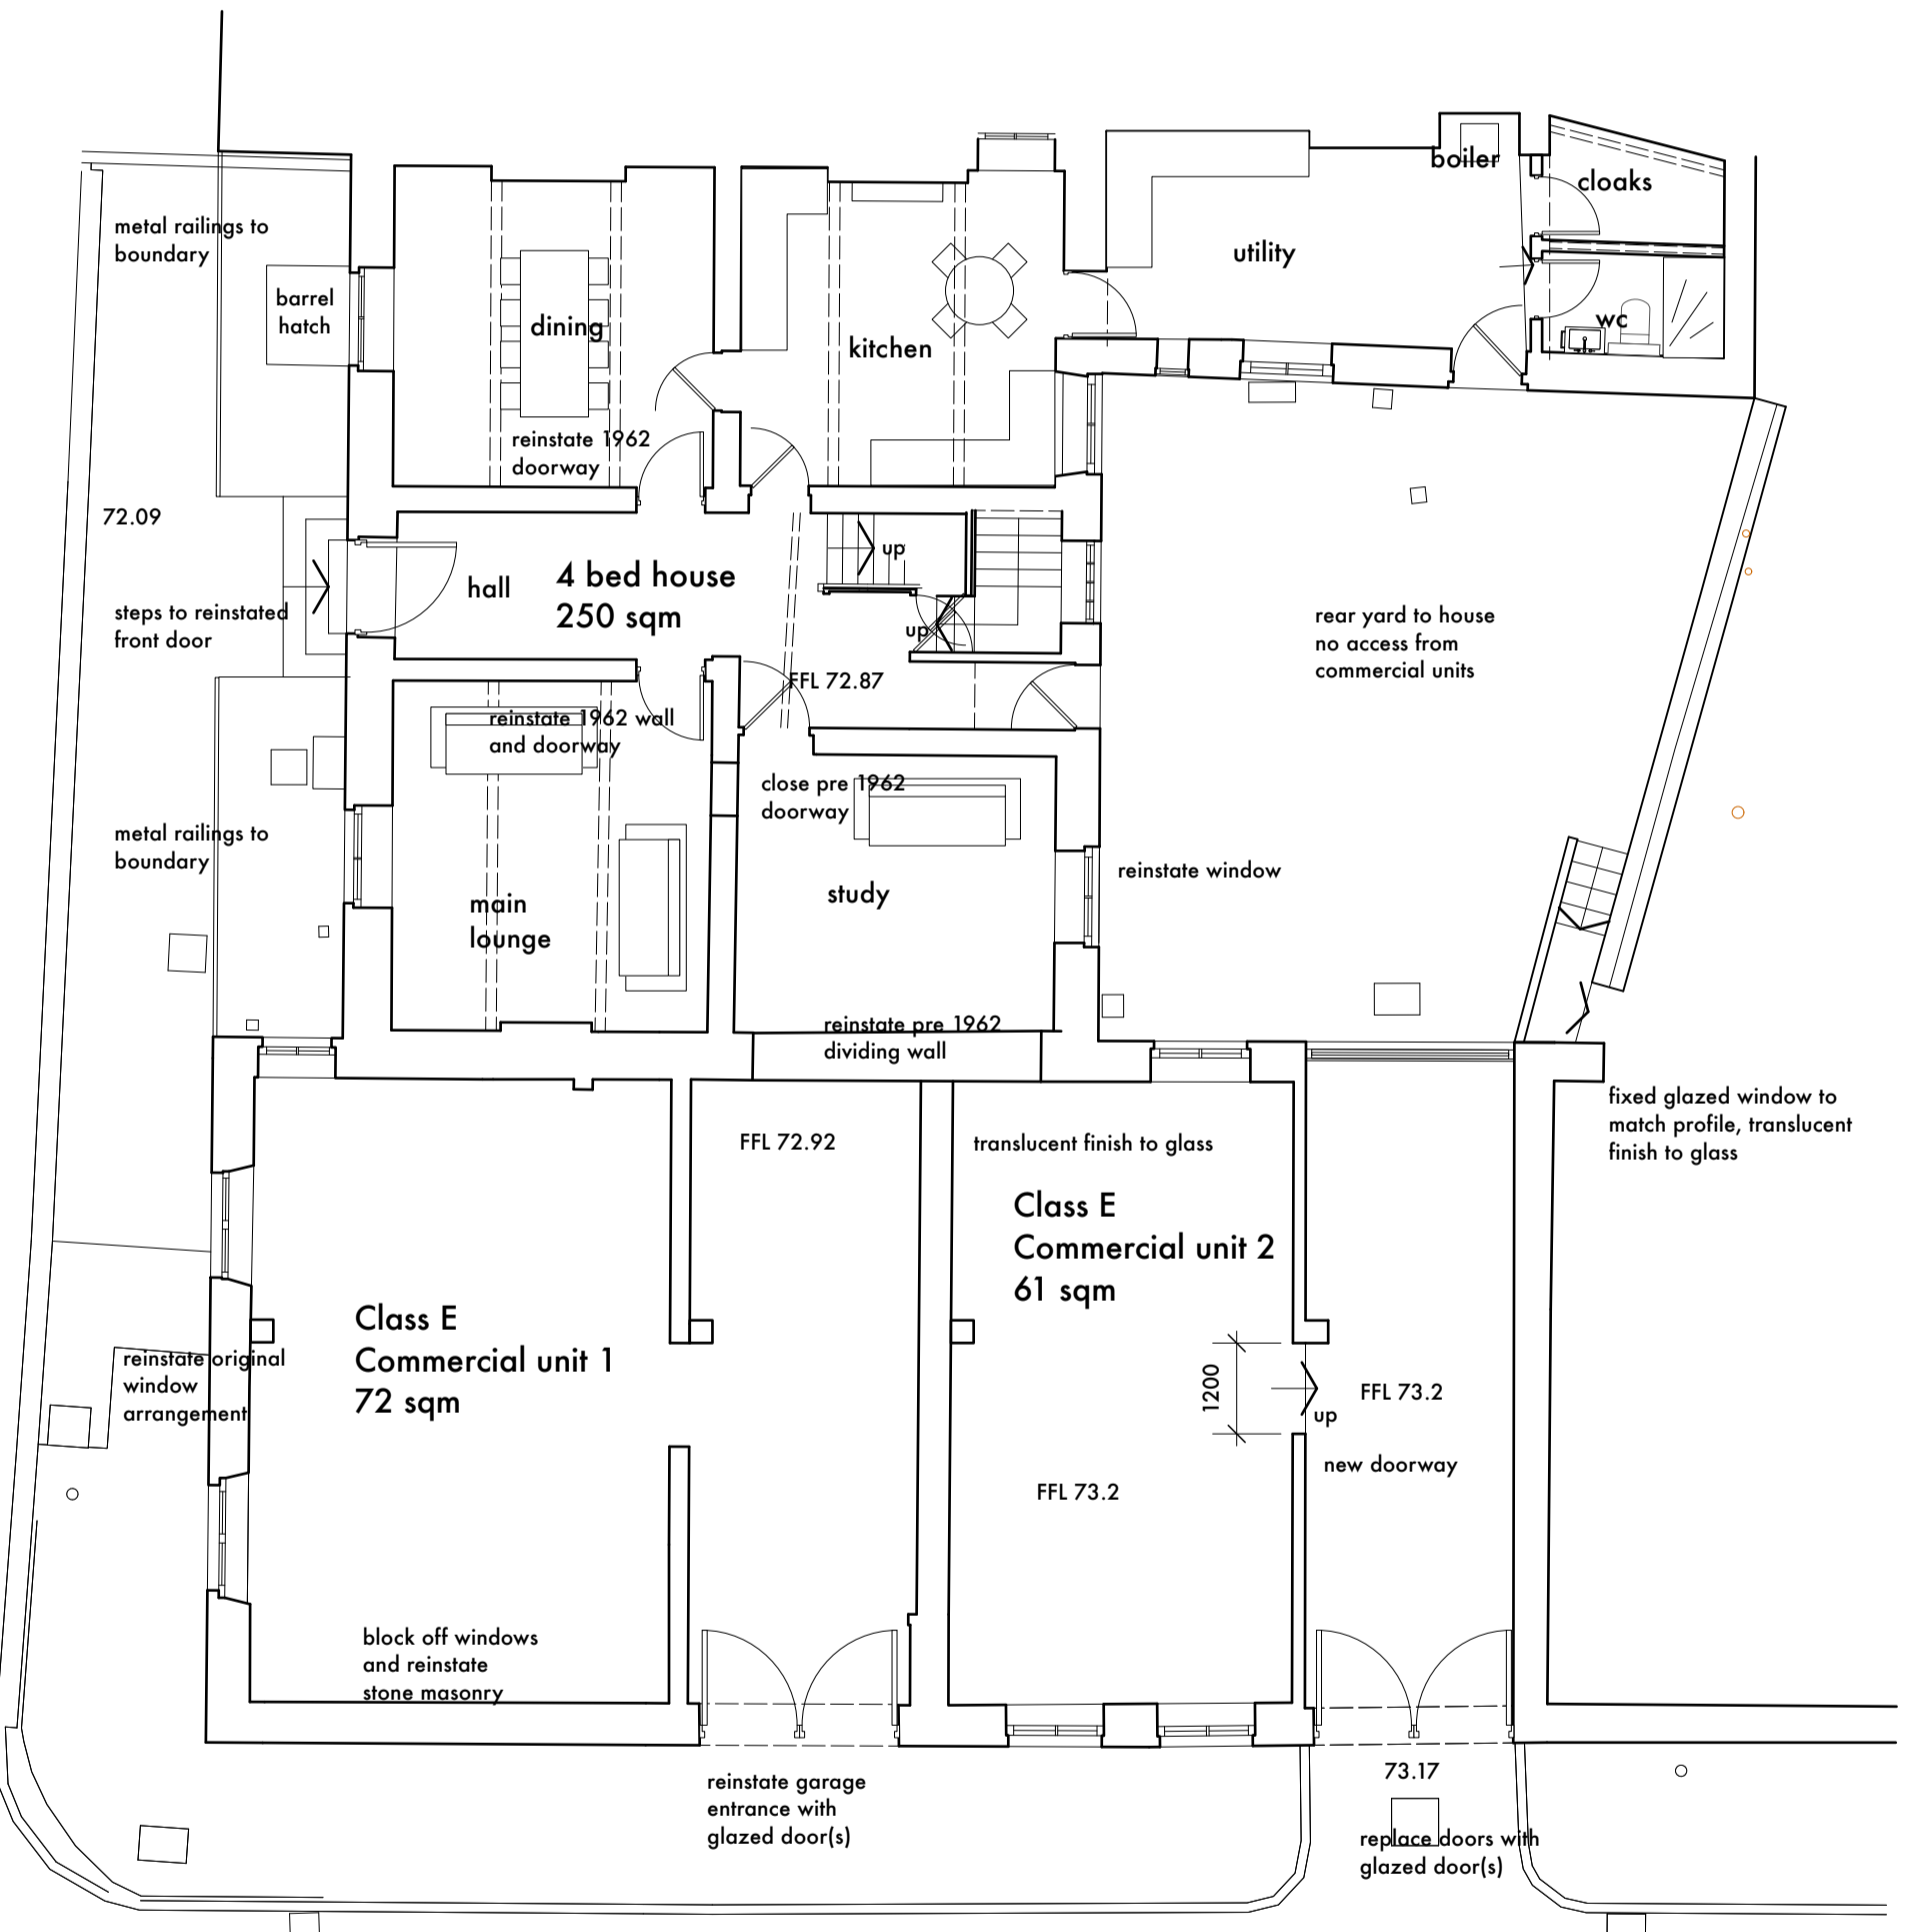 boiler
cloaks
metal railings to
boundary
utility
barrel
hatch
dining
kitchen
wc
reinstate 1962
doorway
72.09
up
hall
4 bed house
250 sqm
steps to reinstated
front door
up
rear yard to house
no access from
commercial units
FFL 72.87
reinstate 1962 wall
and doorway
close pre 1962
doorway
metal railings to
boundary
reinstate window
study
main
lounge
reinstate pre 1962
dividing wall
fixed glazed window to
match profile, translucent
finish to glass
FFL 72.92
translucent finish to glass
Class E
Commercial unit 2
61 sqm
Class E
Commercial unit 1
72 sqm
reinstate original
window
arrangement
1200
FFL 73.2
up
new doorway
FFL 73.2
block off windows
and reinstate
stone masonry
reinstate garage
entrance with
glazed door(s)
73.17
replace doors with
glazed door(s)